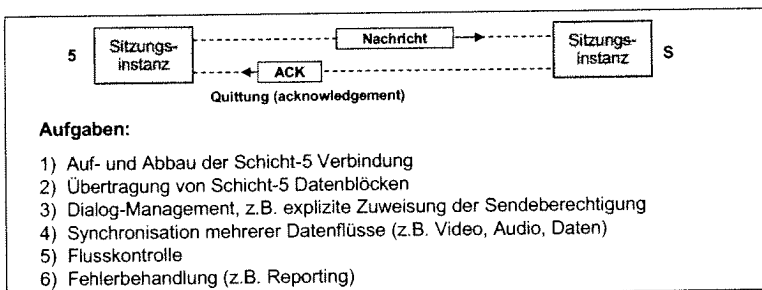 Nachricht
5 Sitzungs- Sitzungs- S
instanz instanz
ACK
Quittung (acknowledgement)
Aufgaben:
1) Auf- und Abbau der Schicht-5 Verbindung
2) Übertragung von Schicht-5 Datenblöcken
3) Dialog-Management, z.B. explizite Zuweisung der Sendeberechtigung
4) Synchronisation mehrerer Datenflüsse (z.B. Video, Audio, Daten)
5) Flusskontrolle
6) Fehlerbehandlung (z.B. Reporting)